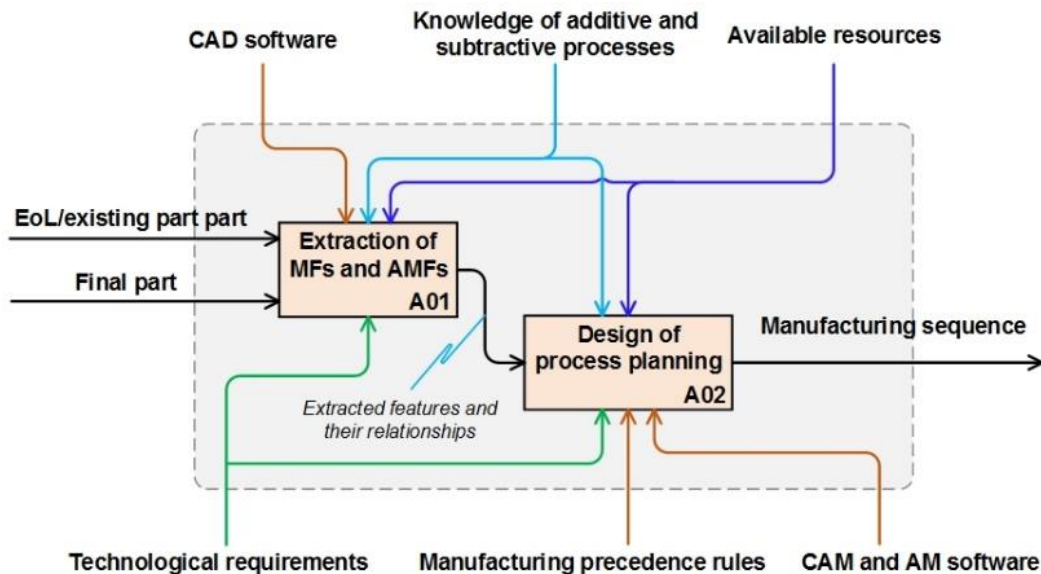 CAD software
Knowledge of additive and
subtractive processes
Available resources
EoL/existing part part
Final part
Extraction of
MFs and AMFs
A01
Extracted features and
their relationships
Design of
process planning
A02
Manufacturing sequence
Technological requirements
Manufacturing precedence rules
CAM and AM software